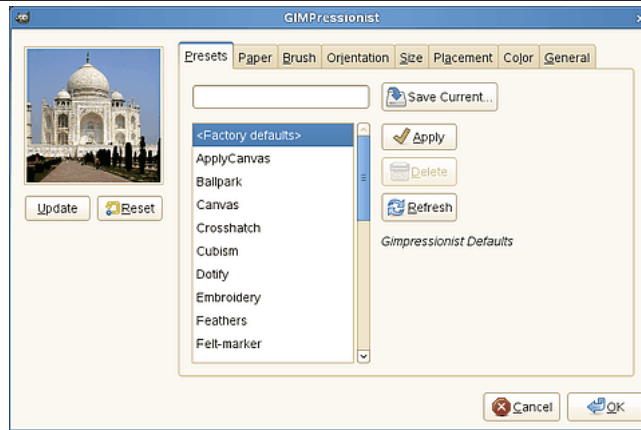 GIMPressionist
Presets Paper Brush Orientation Size Placement Color General
Save Current...
<Factory defaults>
ApplyCanvas
Ballpark
Canvas
Crosshatch
Cubism
Dotify
Embroidery
Feathers
Felt-marker
Apply
Delete
Refresh
Gimpressionist Defaults
Update Reset
Cancel OK